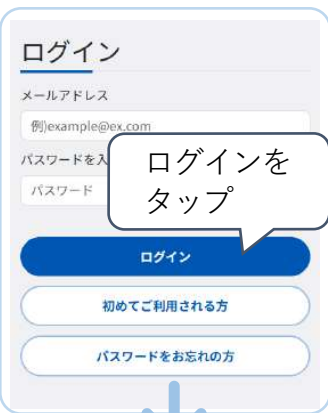 ログイン
メールアドレス
例)example@ex.com
パスワードを入
ログインを
タップ
パスワード
ログイン
初めてご利用される方
パスワードをお忘れの方